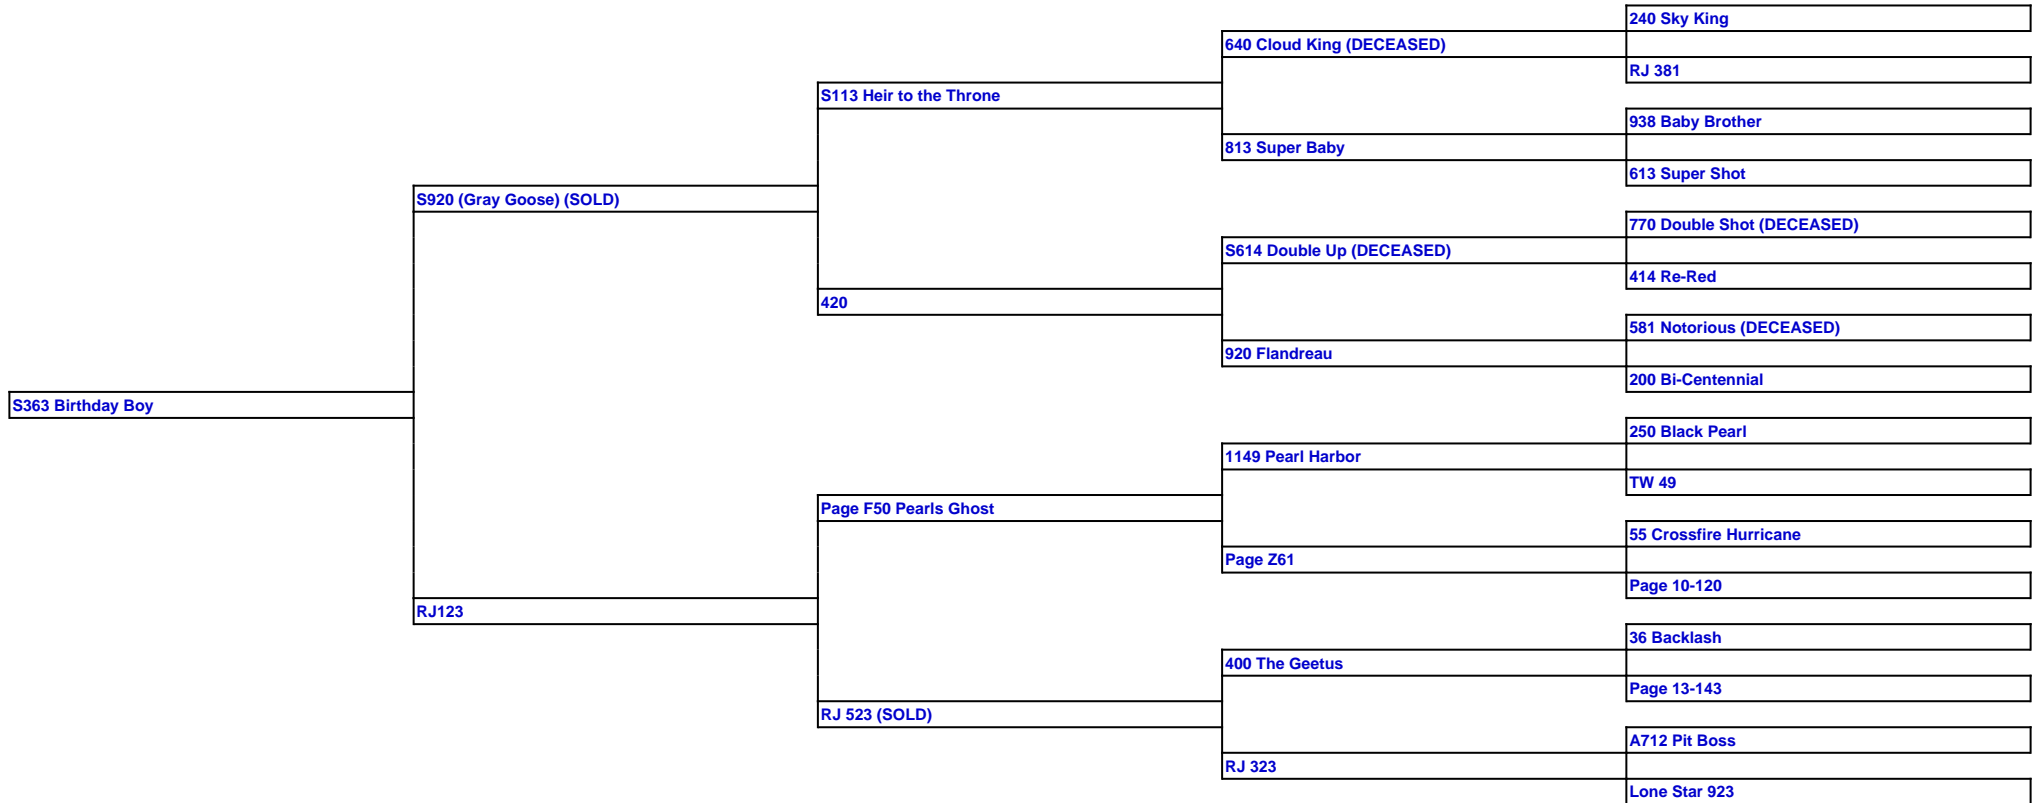 240 Sky King
640 Cloud King (DECEASED)
RJ 381
S113 Heir to the Throne
938 Baby Brother
813 Super Baby
613 Super Shot
S920 (Gray Goose) (SOLD)
770 Double Shot (DECEASED)
S614 Double Up (DECEASED)
414 Re-Red
420
581 Notorious (DECEASED)
920 Flandreau
200 Bi-Centennial
S363 Birthday Boy
250 Black Pearl
1149 Pearl Harbor
TW 49
Page F50 Pearls Ghost
55 Crossfire Hurricane
Page Z61
Page 10-120
RJ123
36 Backlash
400 The Geetus
Page 13-143
RJ 523 (SOLD)
A712 Pit Boss
RJ 323
Lone Star 923